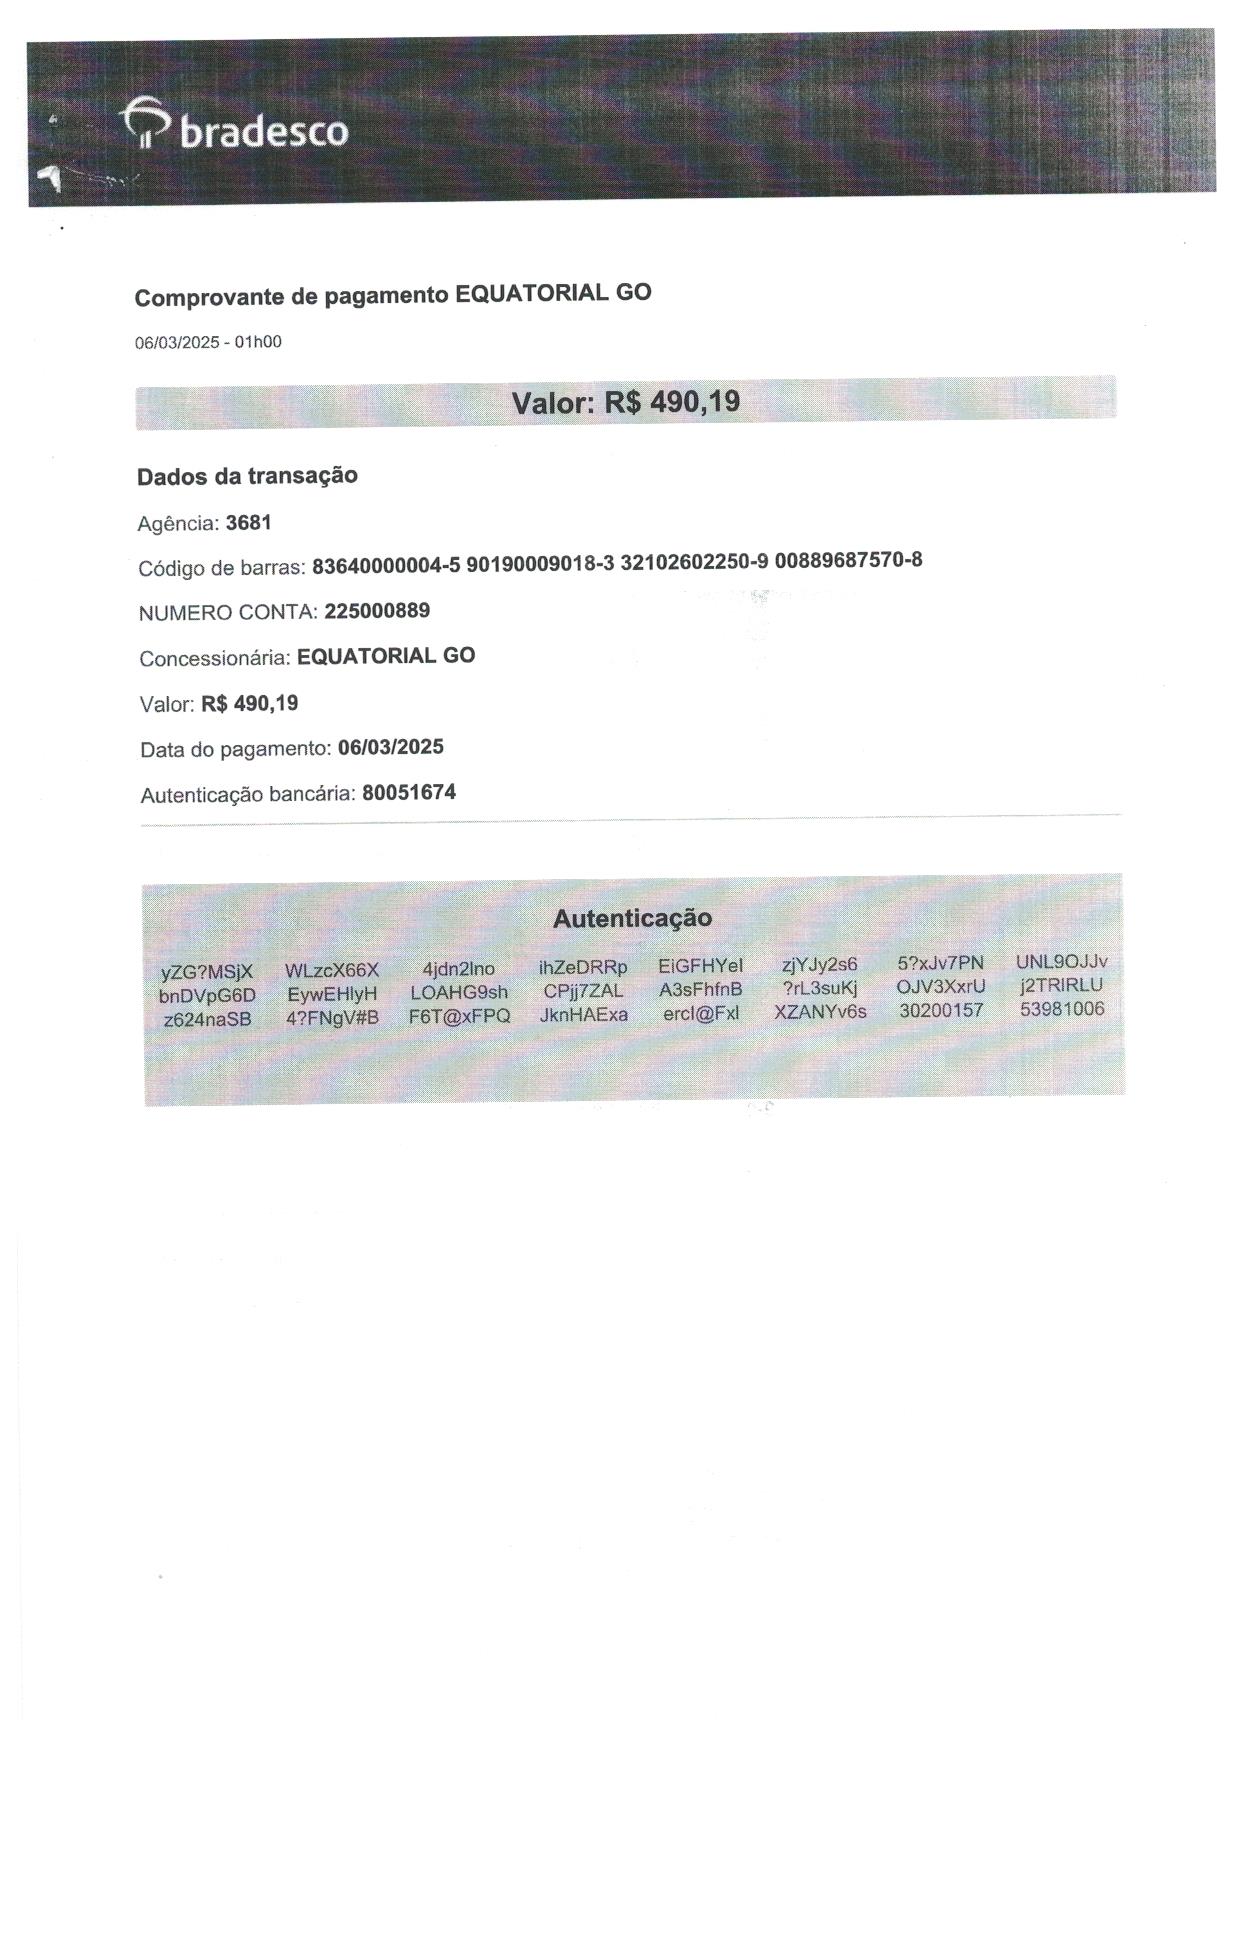 bradesco
Comprovante de pagamento EQUATORIAL GO
06/03/2025 - 01h00
Valor: R$ 490,19
Dados da transação
Agência: 3681
Código de barras: 83640000004-5 90190009018-3 32102602250-9 00889687570-8
NUMERO CONTA: 225000889
Concessionária: EQUATORIAL GO
Valor: R$ 490,19
Data do pagamento: 06/03/2025
Autenticação bancária: 80051674
Autenticação
yZG?MSjX WLzcX66X 4jdn2lno ihZeDRRp EiGFHYel zjYJy2s6 5?xJv7PN UNL9OJJv
bnDVpG6D EywEHlyH LOAHG9sh CPjj7ZAL A3sFhfnB ?rL3suKj OJV3XxrU j2TRIRLU
z624naSB 4?FNgV#B F6T@xFPQ JknHAExa ercl@Fxl XZANYv6s 30200157 53981006